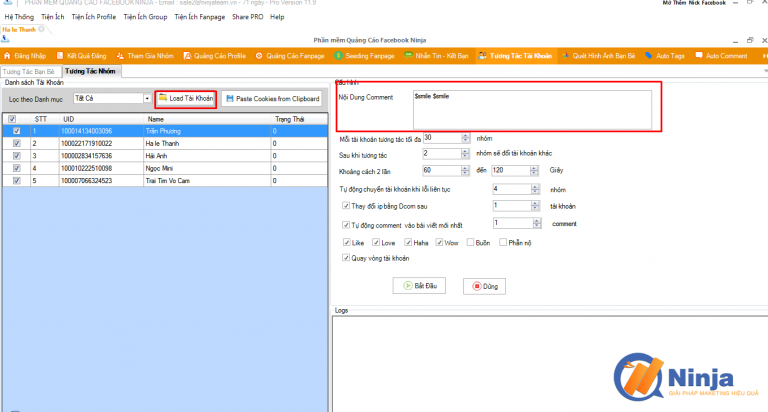 PHẦN MỀM QUẢNG CÁO FACEBOOK NINJA - Email : sale2@ninjateam.vn - 71 ngày - Pro Version 11.9
Mở Thêm Nick Facebook
Hệ Thống Tiện Ích Tiện Ích Profile Tiện Ích Group Tiện Ích Fanpage Share PRO Help
Ha le Thanh
Phần mềm Quảng Cáo Facebook Ninja
Đăng Nhập Kết Quả Đăng Tham Gia Nhóm Quảng Cáo Profile Quảng Cáo Fanpage Seeding Fanpage Nhắn Tin - Kết Bạn Tương Tác Tài Khoản Quét Hình Ảnh Bạn Bè Auto Tags Auto Comment
Tương Tác Bạn Bè Tương Tác Nhóm
Danh sách Tài Khoản
Lọc theo Danh mục Tất Cả Load Tài Khoản Paste Cookies from Clipboard
STT UID Name Trạng Thái
1 100014134003096 Trần Phương 0
2 100022171910022 Ha le Thanh 0
3 100002834157636 Hải Anh 0
4 100010222510098 Ngoc Mini 0
5 100007066324523 Trai Tim Vo Cam 0
Cấu hình
Nội Dung Comment $smile $smile
Mỗi tài khoản tương tác tối đa 30 nhóm
Sau khi tương tác 2 nhóm sẽ đổi tài khoản khác
Khoảng cách 2 lần 60 đến 120 Giây
Tự động chuyển tài khoản khi lỗi liên tục 4 nhóm
Thay đổi ip bằng Dcom sau 1 tài khoản
Tự động comment vào bài viết mới nhất 1 comment
Like Love Haha Wow Buồn Phẫn nộ
Quay vòng tài khoản
Bắt Đầu Dừng
Logs
Ninja
GIẢI PHÁP MAKETING HIỆU QUẢ